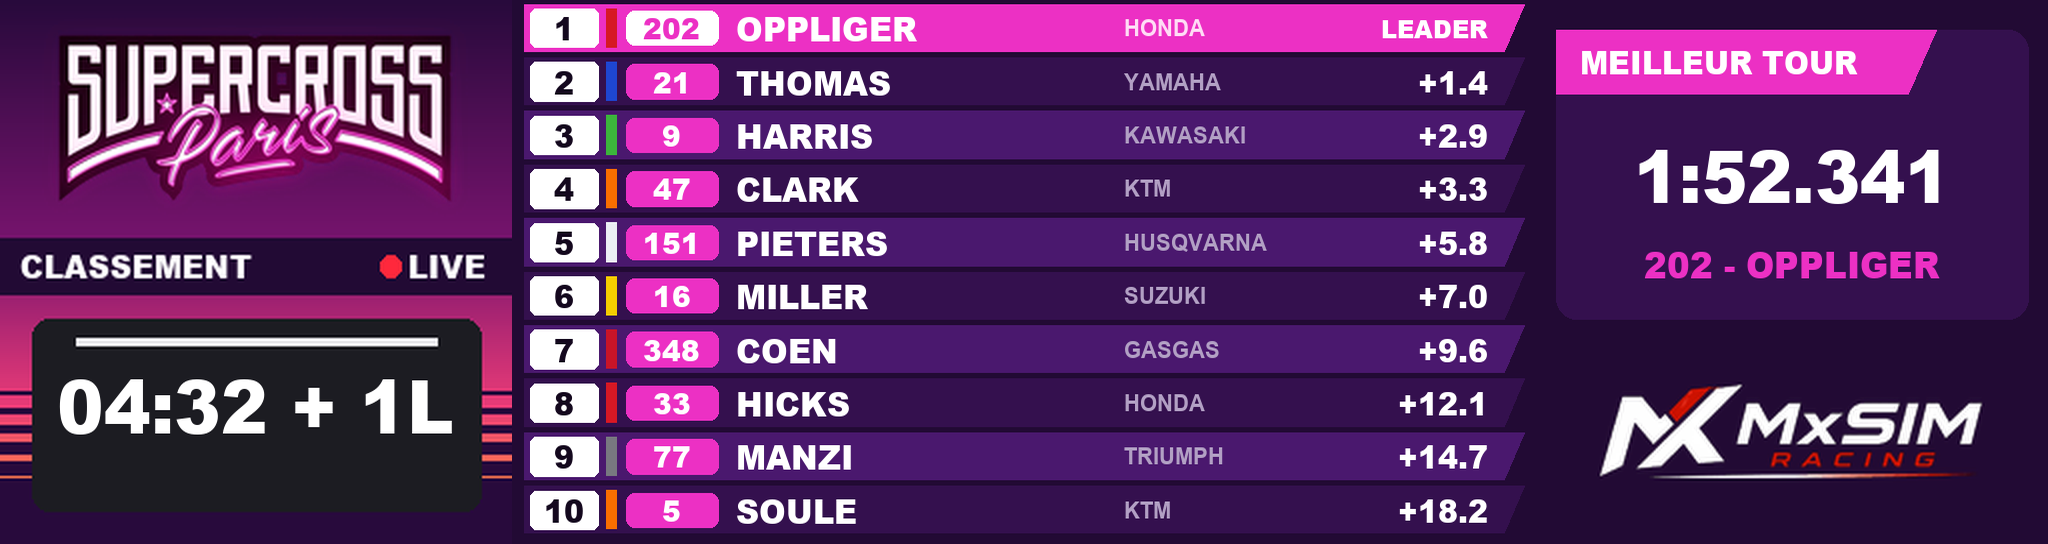 SUPERCROSS
Paris
CLASSEMENT LIVE
04:32 + 1L
1 202 OPPLIGER HONDA LEADER
2 21 THOMAS YAMAHA +1.4
3 9 HARRIS KAWASAKI +2.9
4 47 CLARK KTM +3.3
5 151 PIETERS HUSQVARNA +5.8
6 16 MILLER SUZUKI +7.0
7 348 COEN GASGAS +9.6
8 33 HICKS HONDA +12.1
9 77 MANZI TRIUMPH +14.7
10 5 SOULE KTM +18.2
MEILLEUR TOUR
1:52.341
202 - OPPLIGER
MxSIM
RACING